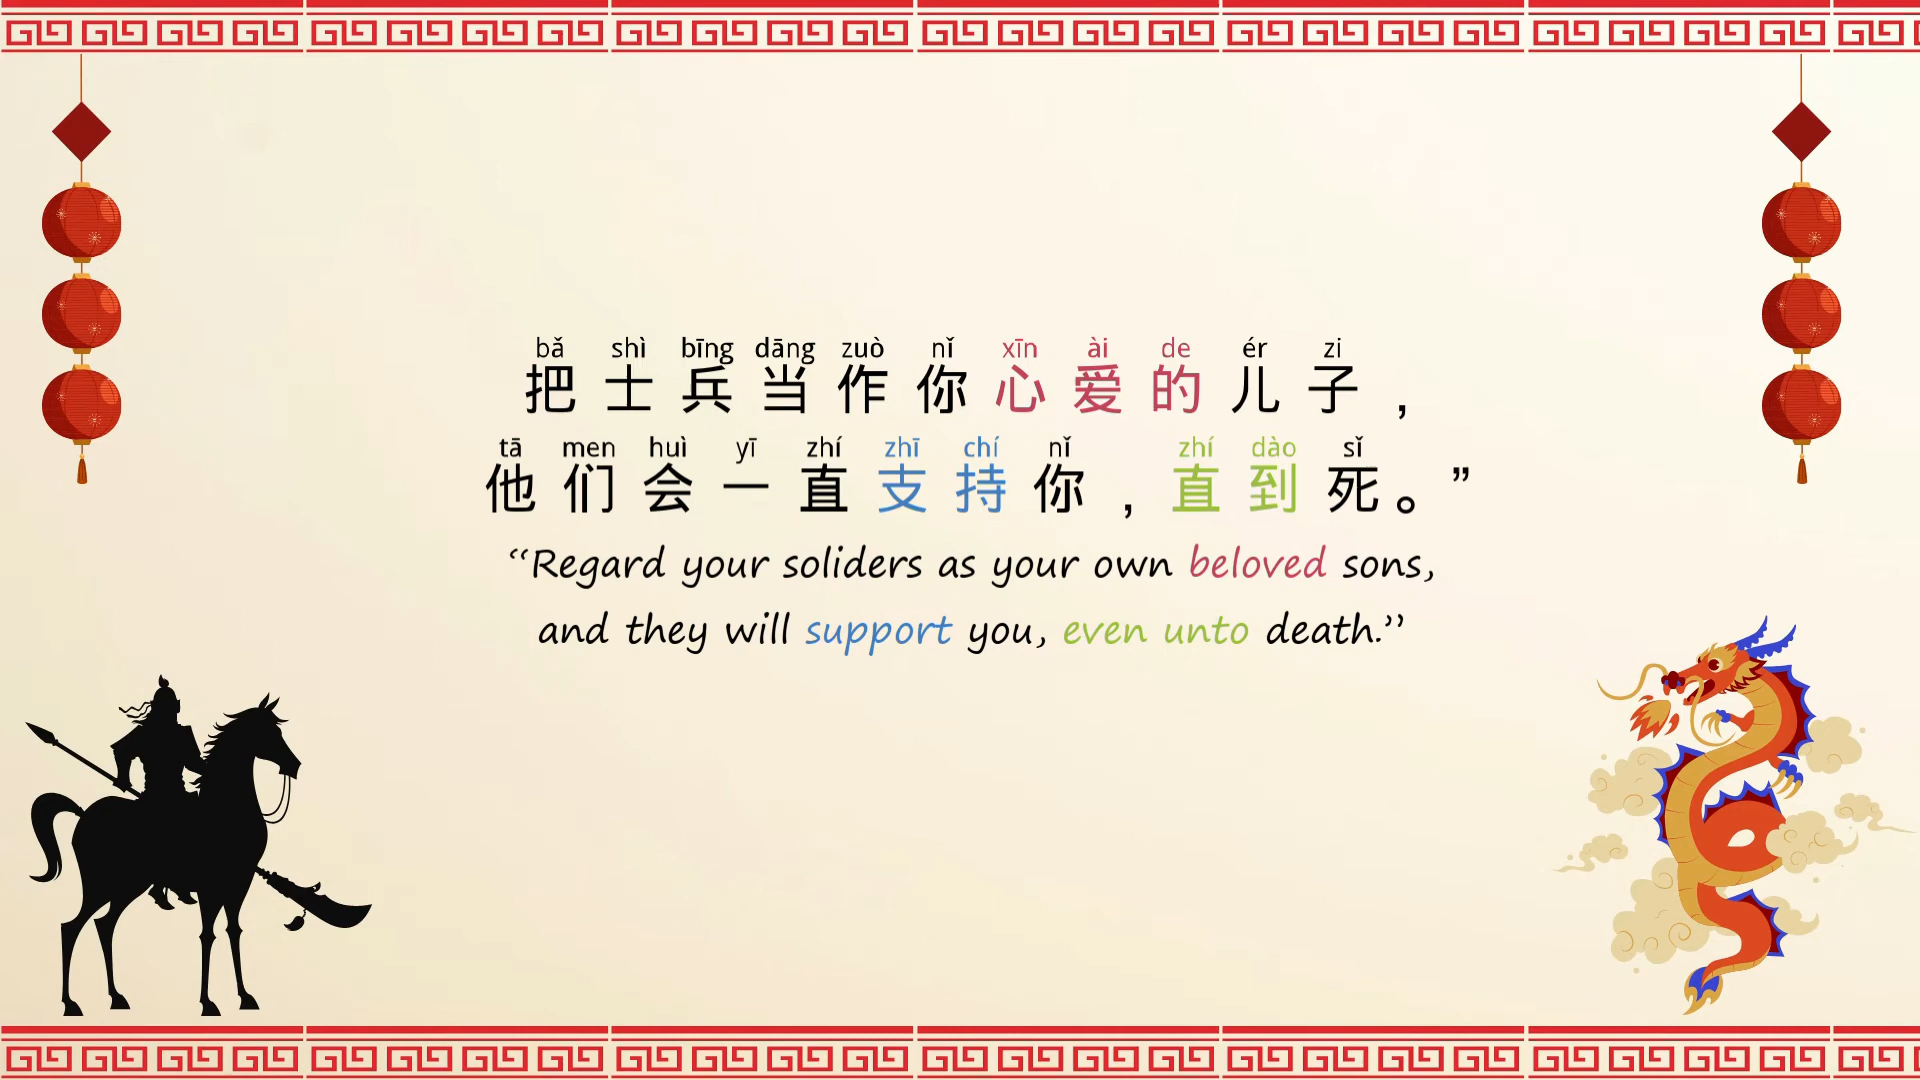 bǎ shì bīng dāng zuò nǐ xīn ài de ér zi
把士兵当作你心爱的儿子，
tā men huì yī zhí zhī chí nǐ zhí dào sǐ
他们会一直支持你，直到死。”
“Regard your soliders as your own beloved sons,
and they will support you, even unto death.”